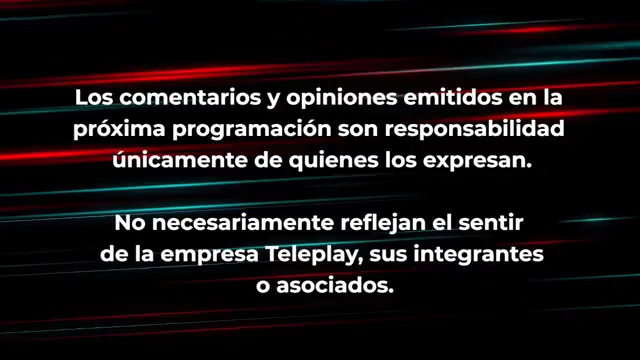 Los comentarios y opiniones emitidos en la
próxima programación son responsabilidad
únicamente de quienes los expresan.
No necesariamente reflejan el sentir
de la empresa Teleplay, sus integrantes
o asociados.